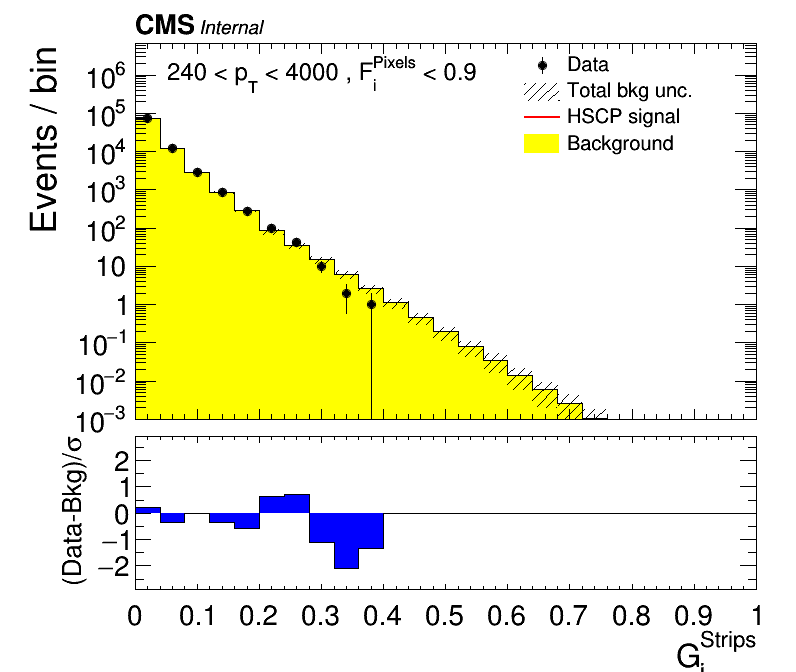 CMS Internal
240 < p_T < 4000 , F_i^Pixels < 0.9
Data
Total bkg unc.
HSCP signal
Background
Events / bin
10^6
10^5
10^4
10^3
10^2
10
1
10^−1
10^−2
10^−3
(Data-Bkg)/σ
2
1
0
−1
−2
0 0.1 0.2 0.3 0.4 0.5 0.6 0.7 0.8 0.9 1
G_i^Strips